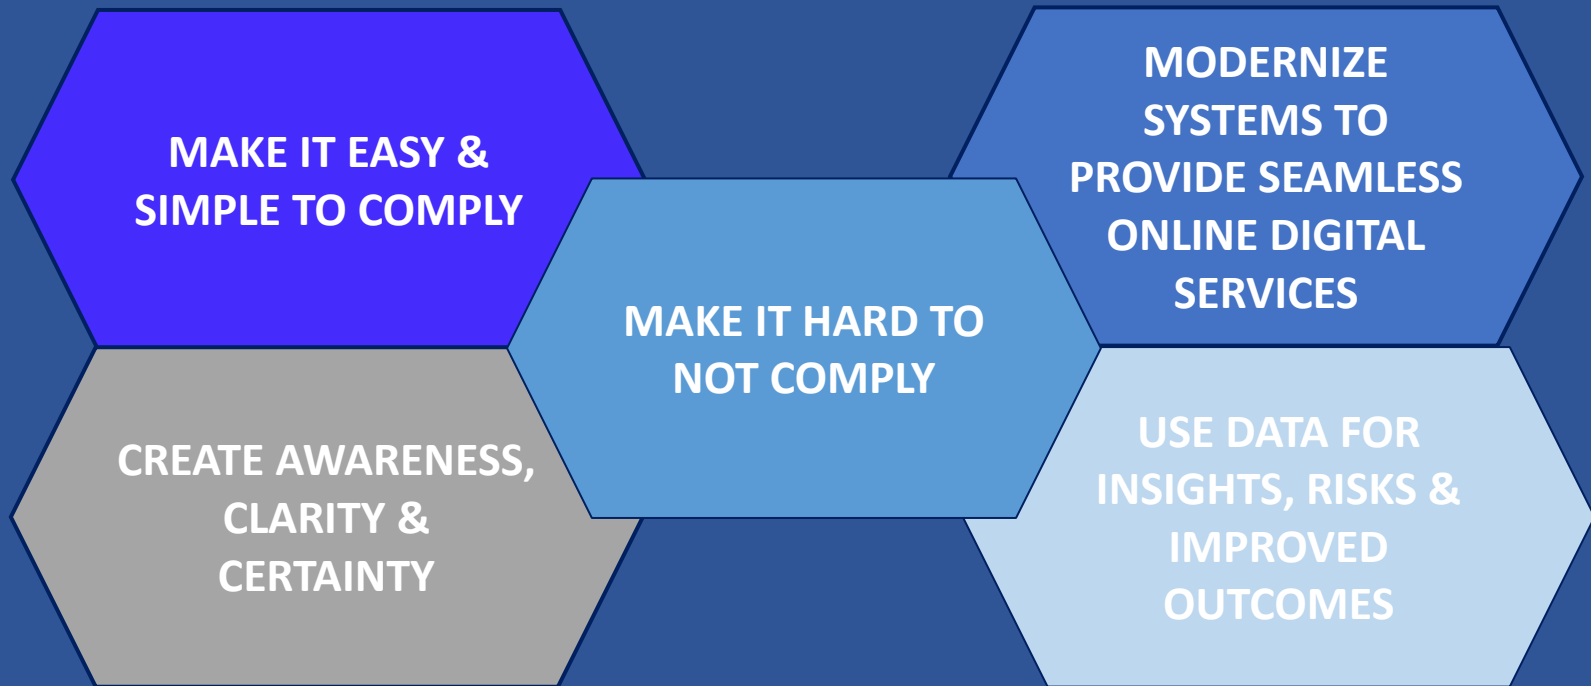 MAKE IT EASY &
SIMPLE TO COMPLY
MODERNIZE
SYSTEMS TO
PROVIDE SEAMLESS
ONLINE DIGITAL
SERVICES
MAKE IT HARD TO
NOT COMPLY
CREATE AWARENESS,
CLARITY &
CERTAINTY
USE DATA FOR
INSIGHTS, RISKS &
IMPROVED
OUTCOMES